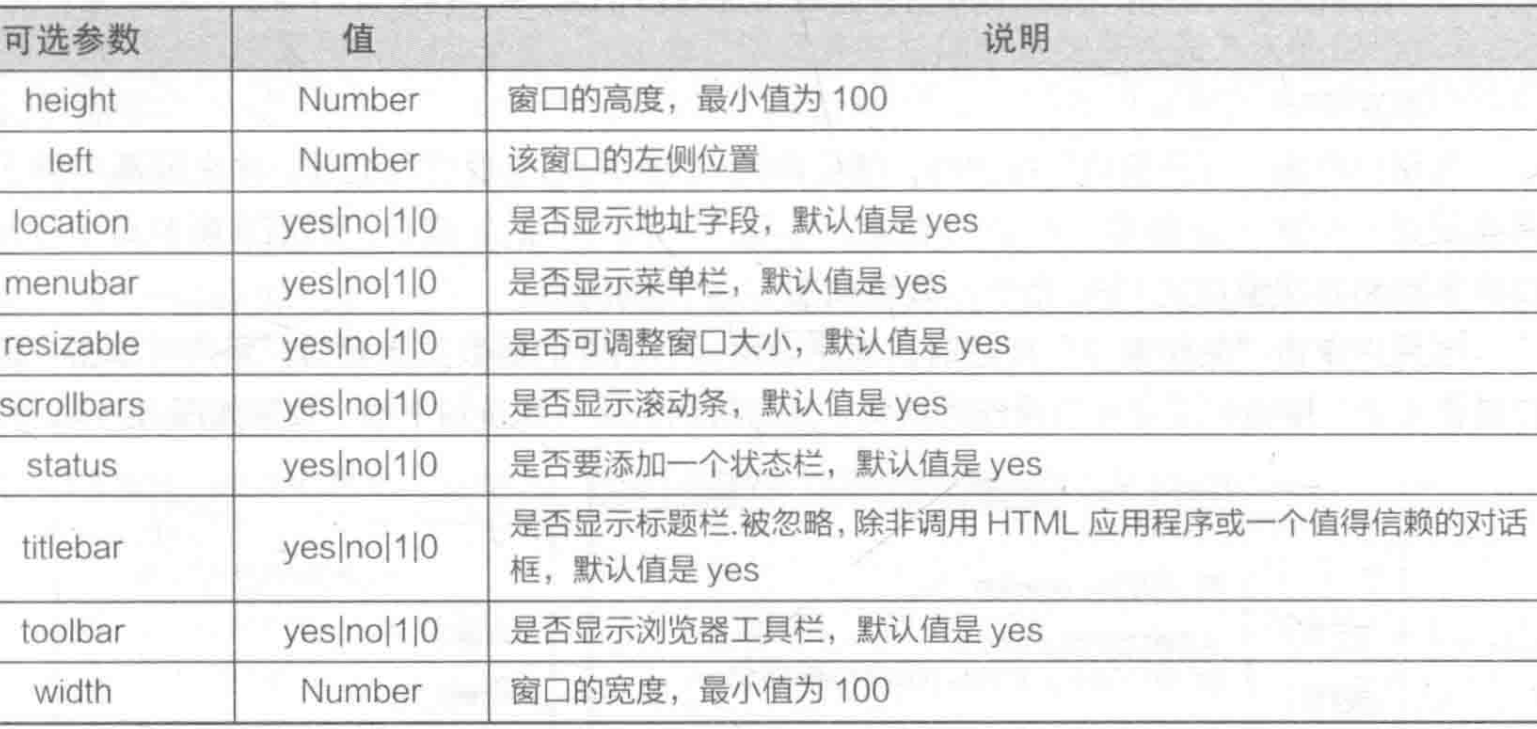 可选参数 值 说明
height Number 窗口的高度，最小值为 100
left Number 该窗口的左侧位置
location yes|no|1|0 是否显示地址字段，默认值是 yes
menubar yes|no|1|0 是否显示菜单栏，默认值是 yes
resizable yes|no|1|0 是否可调整窗口大小，默认值是 yes
scrollbars yes|no|1|0 是否显示滚动条，默认值是 yes
status yes|no|1|0 是否要添加一个状态栏，默认值是 yes
titlebar yes|no|1|0 是否显示标题栏.被忽略，除非调用 HTML 应用程序或一个值得信赖的对话
框，默认值是 yes
toolbar yes|no|1|0 是否显示浏览器工具栏，默认值是 yes
width Number 窗口的宽度，最小值为 100